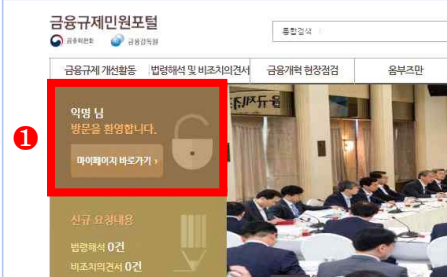 금융규제민원포털
금융위원회 금융감독원
통합검색
금융규제 개선활동 법령해석 및 비조치의견서 금융개혁 현장점검 옴부즈만
1
익명 님
방문을 환영합니다.
마이페이지 바로가기 ›
신규 요청내용
법령해석 0건
비조치의견서 0건